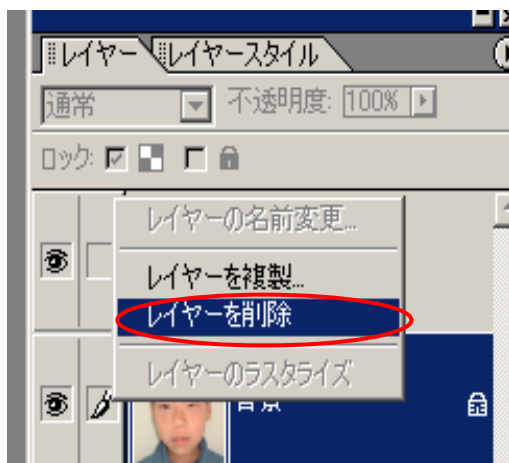 レイヤー レイヤースタイル
通常 不透明度: 100%
ロック:
レイヤーの名前変更...
レイヤーを複製...
レイヤーを削除
レイヤーのラスタライズ
背景